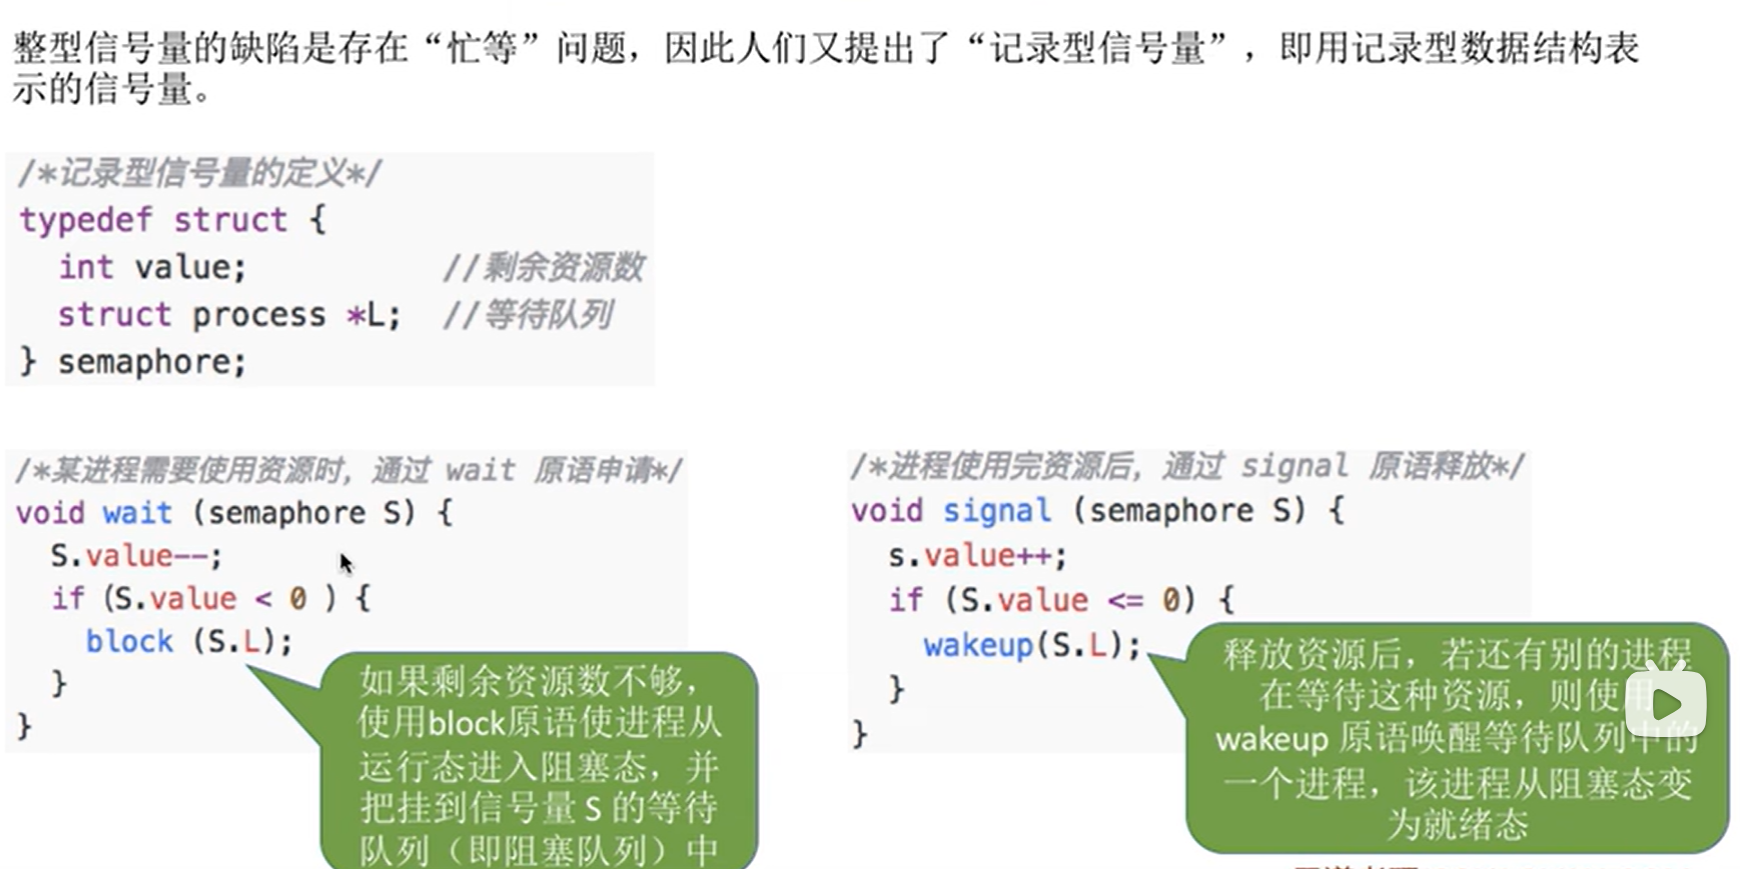 整型信号量的缺陷是存在“忙等”问题，因此人们又提出了“记录型信号量”，即用记录型数据结构表
示的信号量。
/*记录型信号量的定义*/
typedef struct {
  int value;          //剩余资源数
  struct process *L;  //等待队列
} semaphore;
/*某进程需要使用资源时，通过 wait 原语申请*/
void wait (semaphore S) {
  S.value--;
  if (S.value < 0 ) {
    block (S.L);
  }
}
如果剩余资源数不够，
使用block原语使进程从
运行态进入阻塞态，并
把挂到信号量 S 的等待
队列（即阻塞队列）中
/*进程使用完资源后，通过 signal 原语释放*/
void signal (semaphore S) {
  s.value++;
  if (S.value <= 0) {
    wakeup(S.L);
  }
}
释放资源后，若还有别的进程
在等待这种资源，则使用
wakeup 原语唤醒等待队列中的
一个进程，该进程从阻塞态变
为就绪态